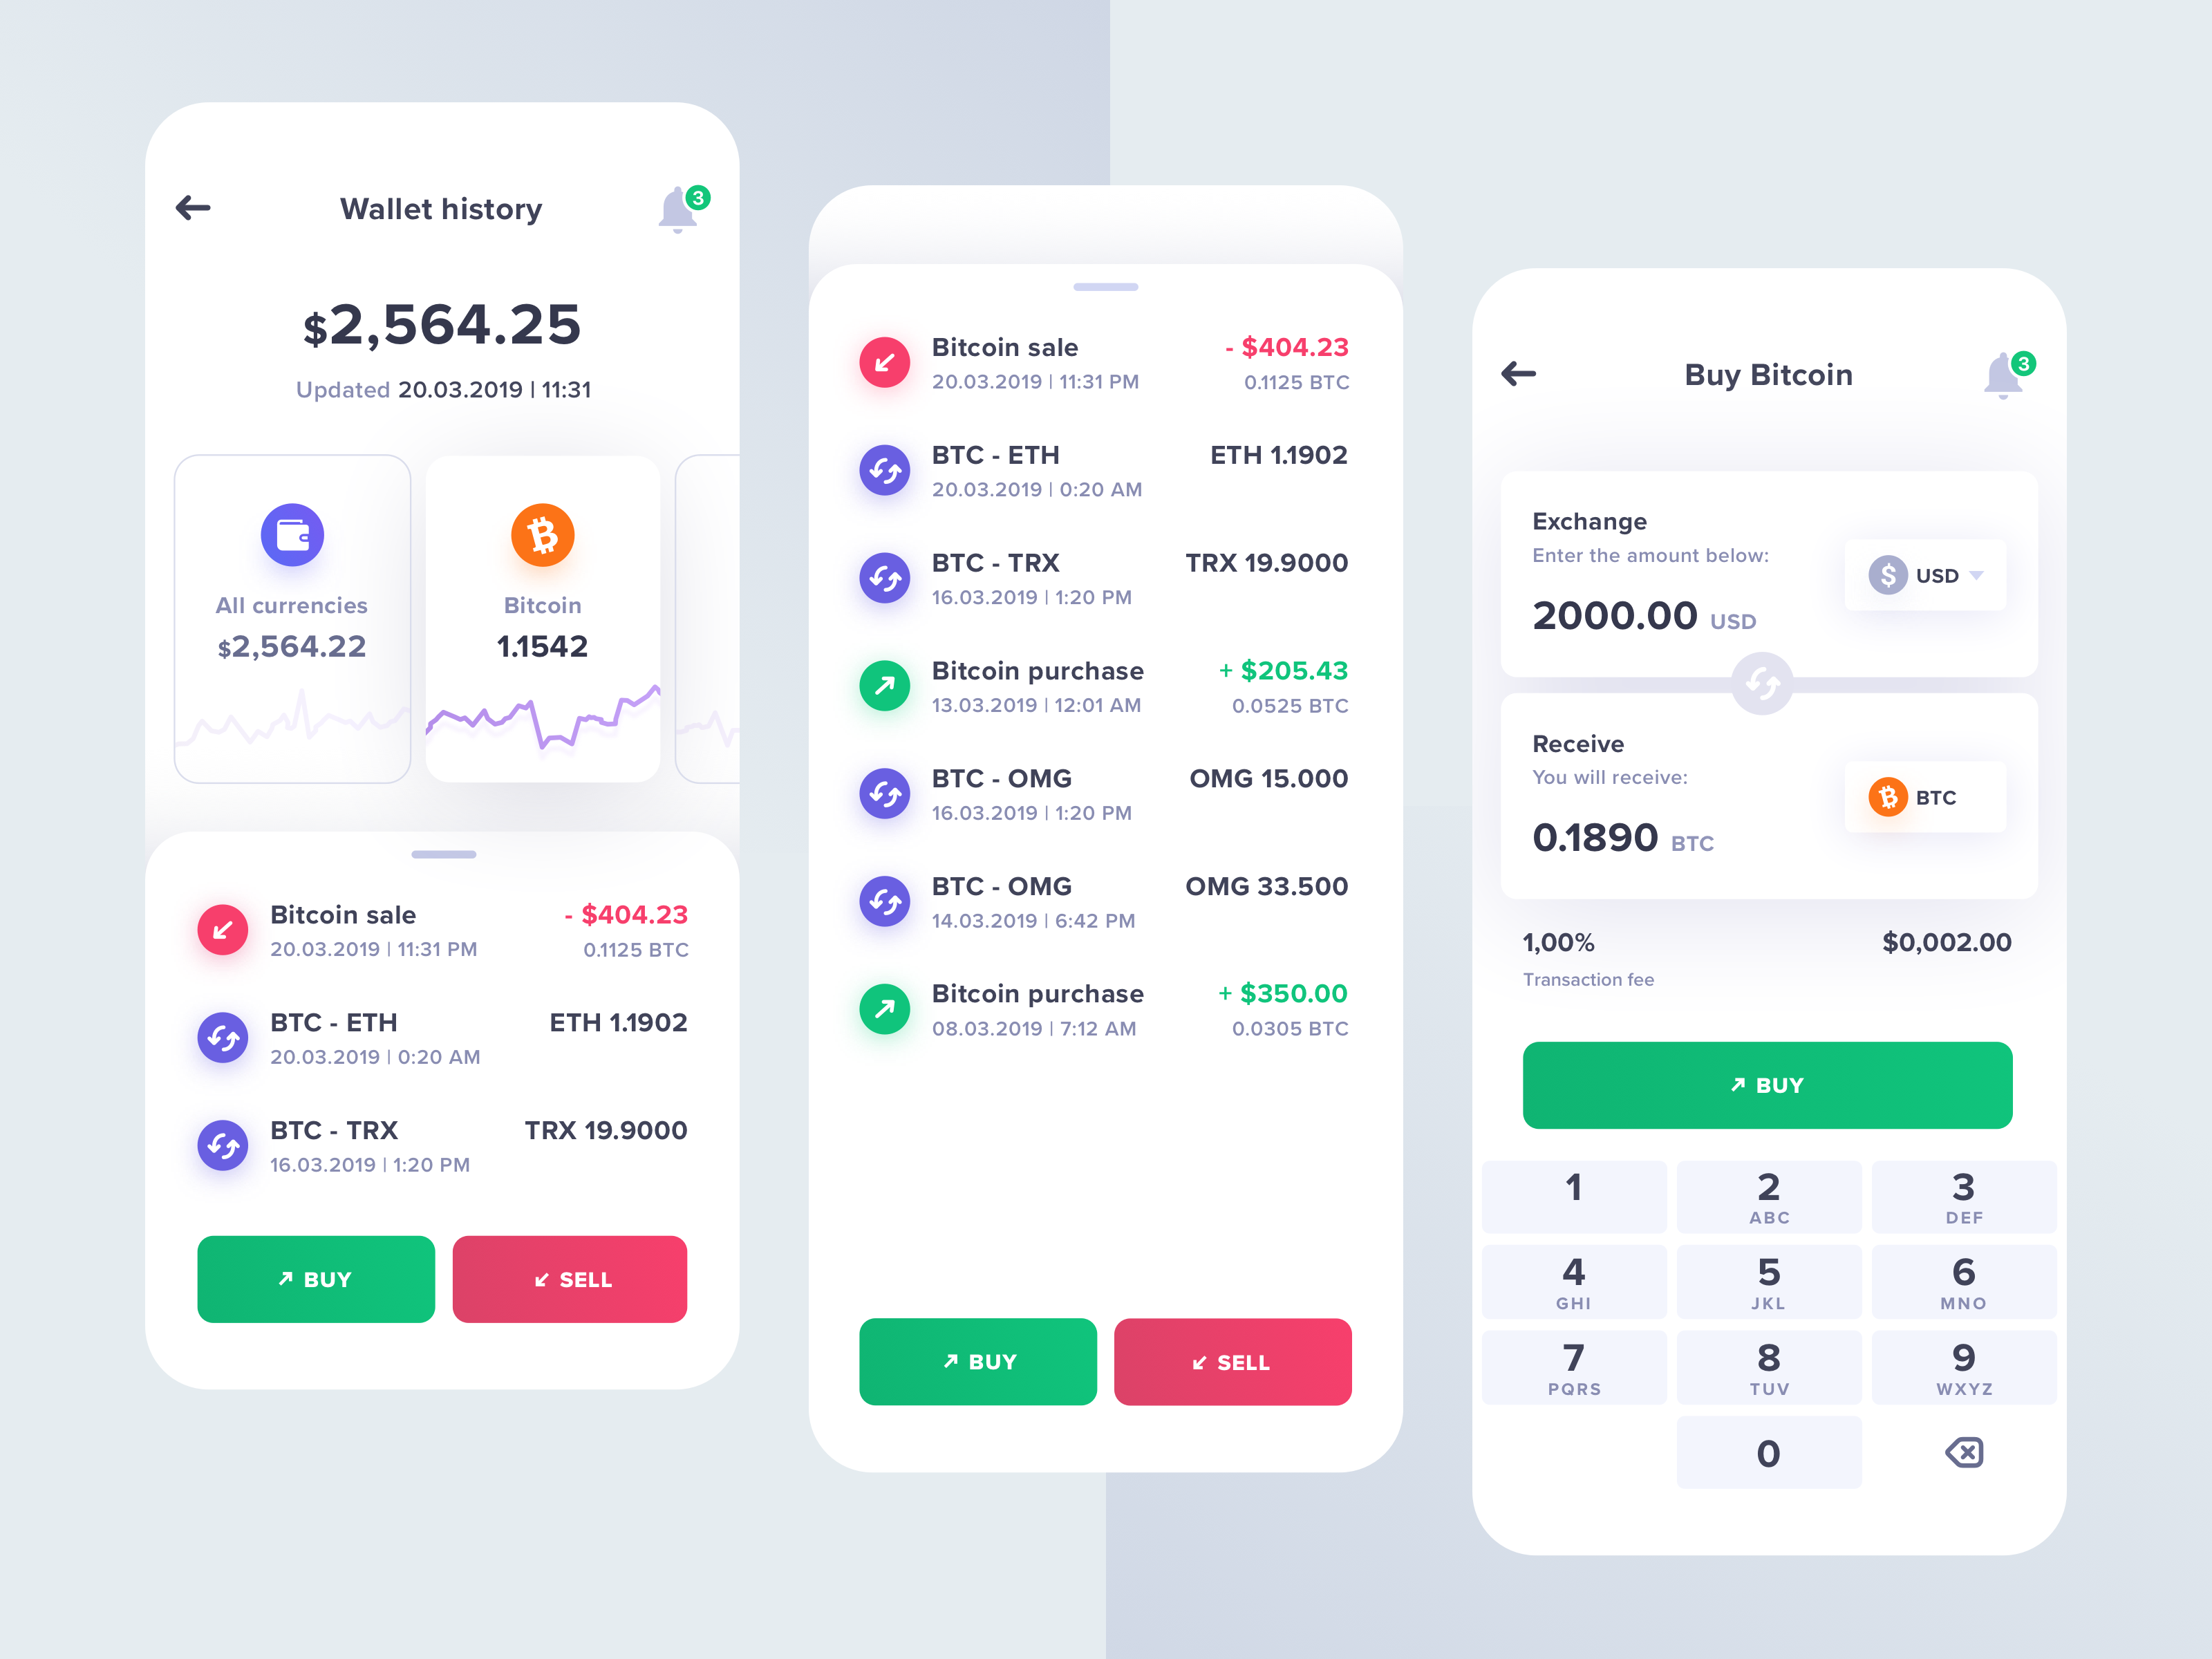 Wallet history
3
$2,564.25
Updated 20.03.2019 | 11:31
All currencies
$2,564.22
Bitcoin
1.1542
Bitcoin sale - $404.23
20.03.2019 | 11:31 PM 0.1125 BTC
BTC - ETH ETH 1.1902
20.03.2019 | 0:20 AM
BTC - TRX TRX 19.9000
16.03.2019 | 1:20 PM
BUY SELL
Bitcoin sale - $404.23
20.03.2019 | 11:31 PM 0.1125 BTC
BTC - ETH ETH 1.1902
20.03.2019 | 0:20 AM
BTC - TRX TRX 19.9000
16.03.2019 | 1:20 PM
Bitcoin purchase + $205.43
13.03.2019 | 12:01 AM 0.0525 BTC
BTC - OMG OMG 15.000
16.03.2019 | 1:20 PM
BTC - OMG OMG 33.500
14.03.2019 | 6:42 PM
Bitcoin purchase + $350.00
08.03.2019 | 7:12 AM 0.0305 BTC
BUY SELL
Buy Bitcoin
3
Exchange
Enter the amount below:
$ USD
2000.00 USD
Receive
You will receive:
BTC
0.1890 BTC
1,00% $0,002.00
Transaction fee
BUY
1 2 3
ABC DEF
4 5 6
GHI JKL MNO
7 8 9
PQRS TUV WXYZ
0